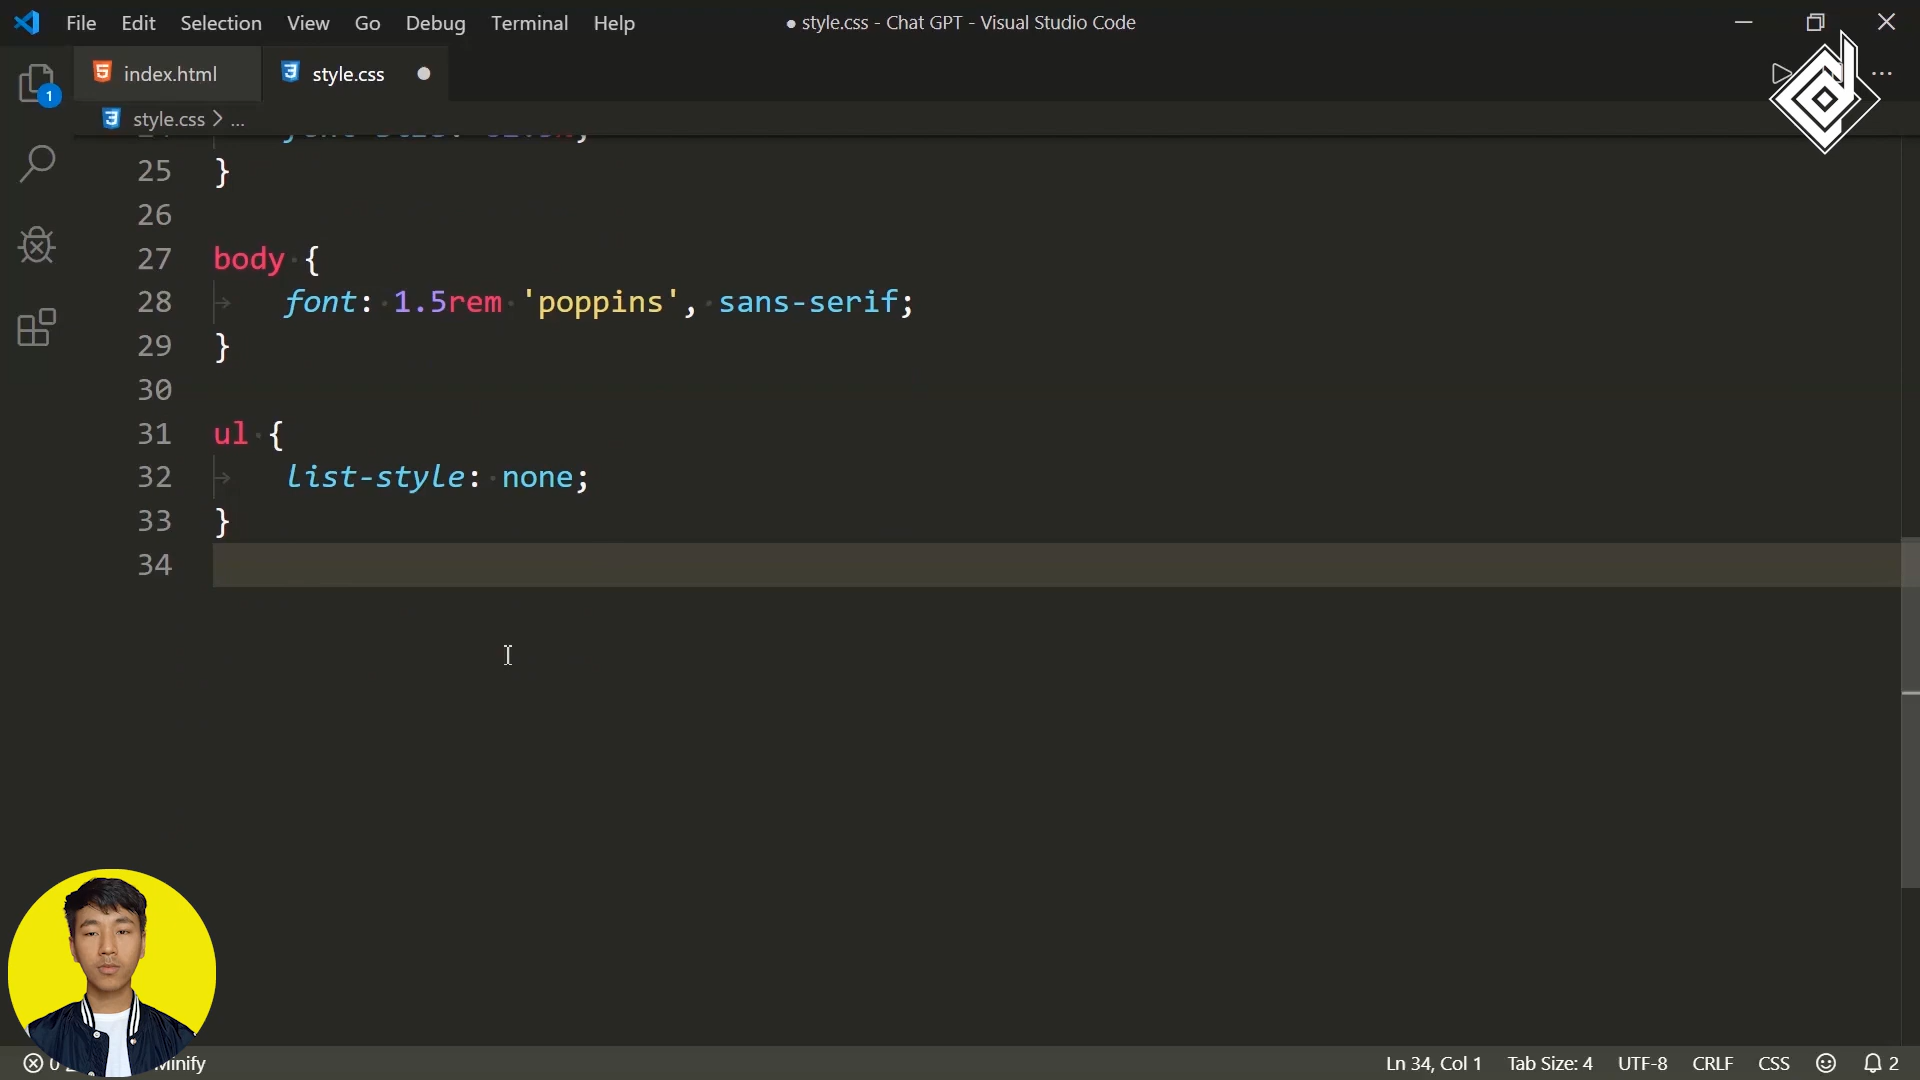 File Edit Selection View Go Debug Terminal Help ● style.css - Chat GPT - Visual Studio Code
index.html style.css
style.css > ...
1
25 }
26
27 body {
28 font: 1.5rem 'poppins', sans-serif;
29 }
30
31 ul {
32 list-style: none;
33 }
34
Ln 34, Col 1 Tab Size: 4 UTF-8 CRLF CSS 2